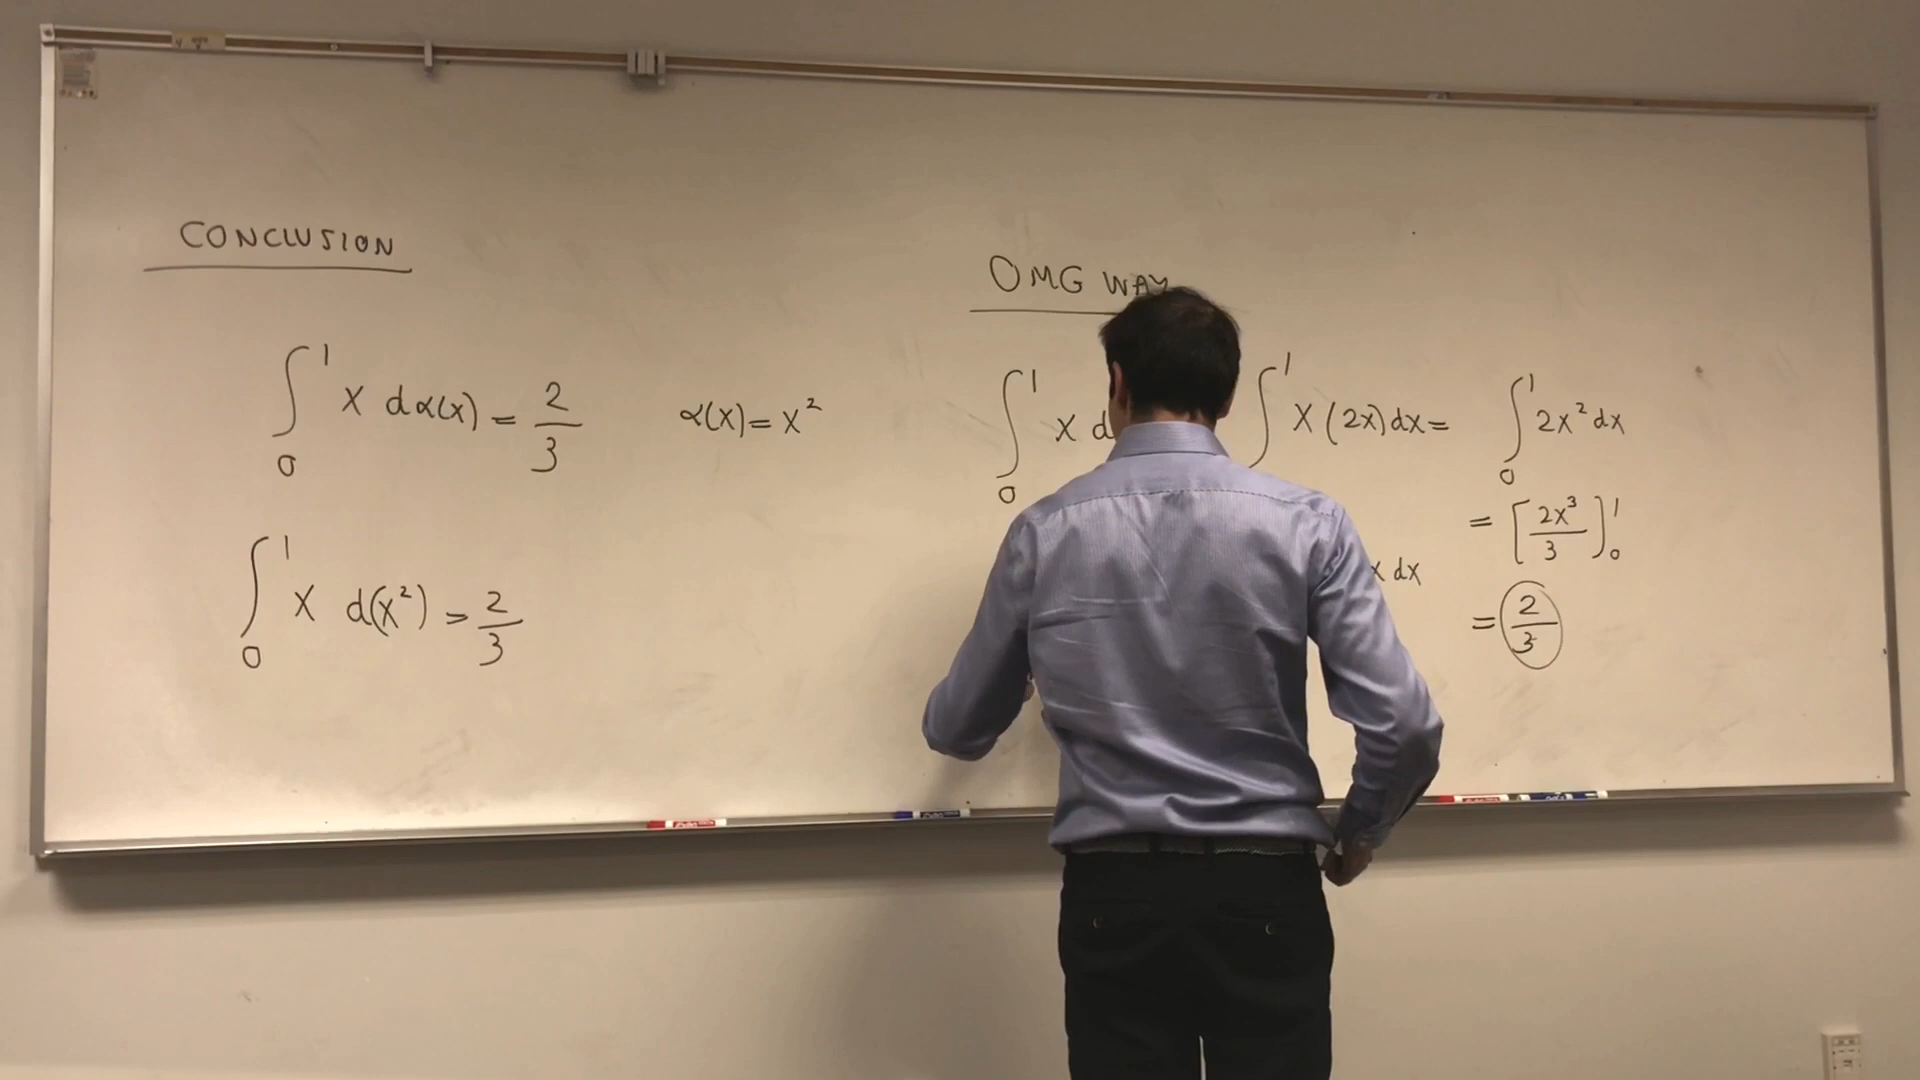 CONCLUSION
∫₀¹ x dα(x) = 2/3   α(x) = x²
∫₀¹ x d(x²) = 2/3
OMG WAY
∫₀¹ x d
∫¹ x (2x) dx = ∫₀¹ 2x² dx
= [2x³/3]₀¹
x dx
= 2/3